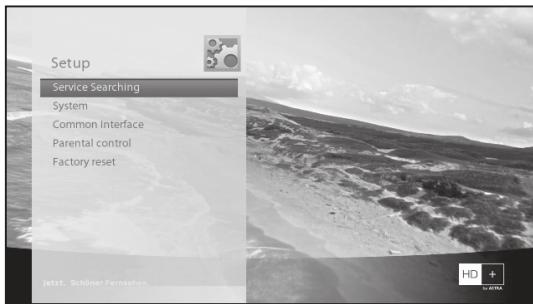 Setup
Service Searching
System
Common Interface
Parental control
Factory reset
Jetzt. Schöner Fernsehen.
HD +
by ASTRA